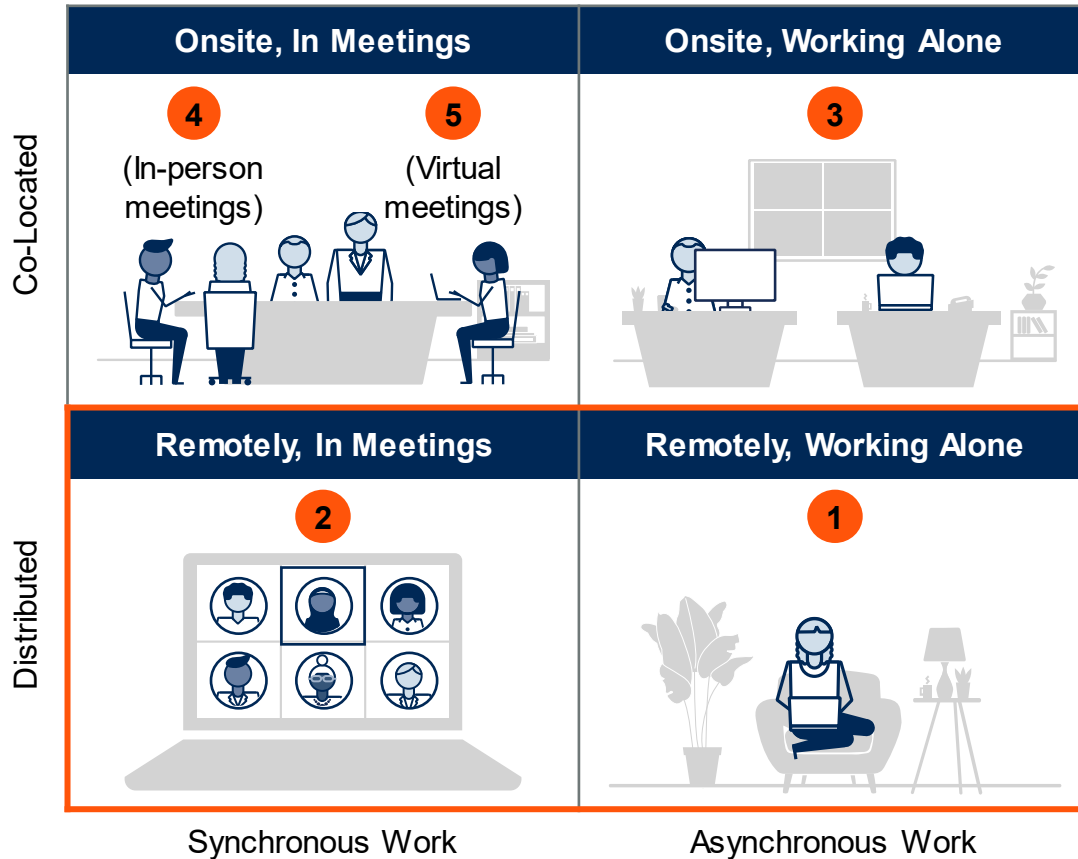 Onsite, In Meetings
Onsite, Working Alone
Co-Located
4
5
3
(In-person
meetings)
(Virtual
meetings)
Remotely, In Meetings
Remotely, Working Alone
Distributed
2
1
Synchronous Work
Asynchronous Work